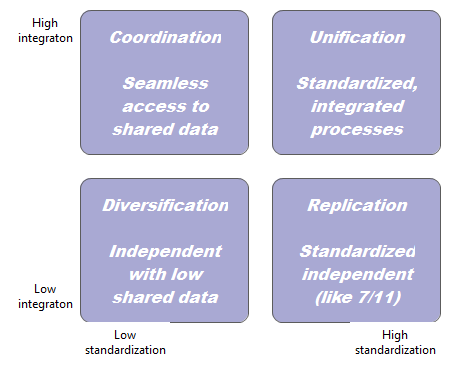 High
integraton
Coordination
Seamless
access to
shared data
Unification
Standardized,
integrated
processes
Diversification
Independent
with low
shared data
Replication
Standardized
independent
(like 7/11)
Low
integraton
Low
standardization
High
standardization